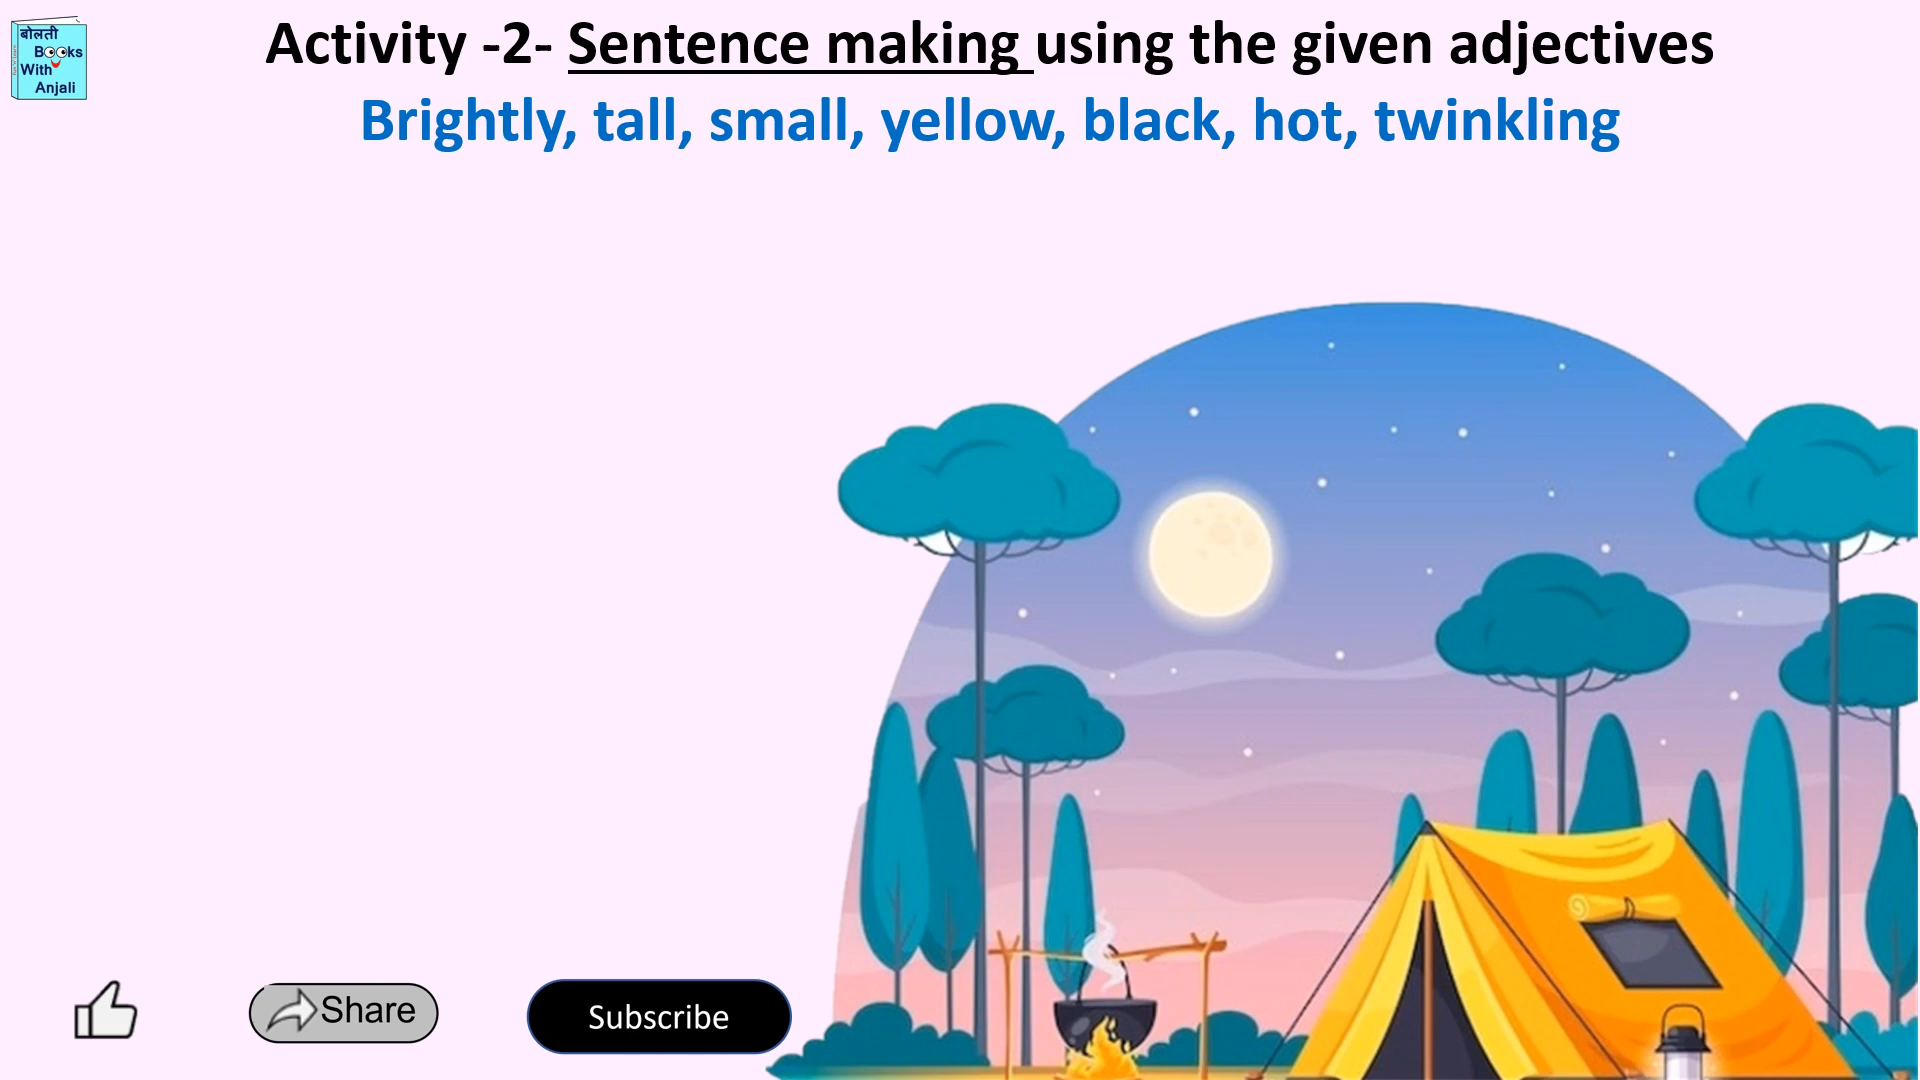 बोलती
Books
With
Anjali
Activity -2- Sentence making using the given adjectives
Brightly, tall, small, yellow, black, hot, twinkling
Share
Subscribe